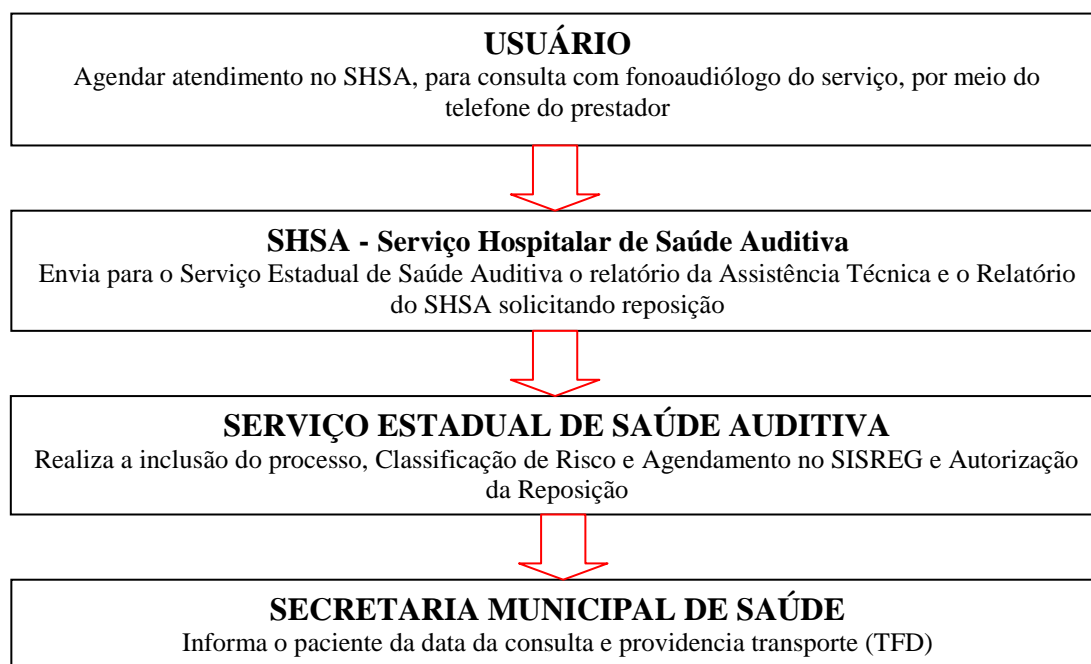 USUÁRIO
Agendar atendimento no SHSA, para consulta com fonoaudiólogo do serviço, por meio do
telefone do prestador
SHSA - Serviço Hospitalar de Saúde Auditiva
Envia para o Serviço Estadual de Saúde Auditiva o relatório da Assistência Técnica e o Relatório
do SHSA solicitando reposição
SERVIÇO ESTADUAL DE SAÚDE AUDITIVA
Realiza a inclusão do processo, Classificação de Risco e Agendamento no SISREG e Autorização
da Reposição
SECRETARIA MUNICIPAL DE SAÚDE
Informa o paciente da data da consulta e providencia transporte (TFD)